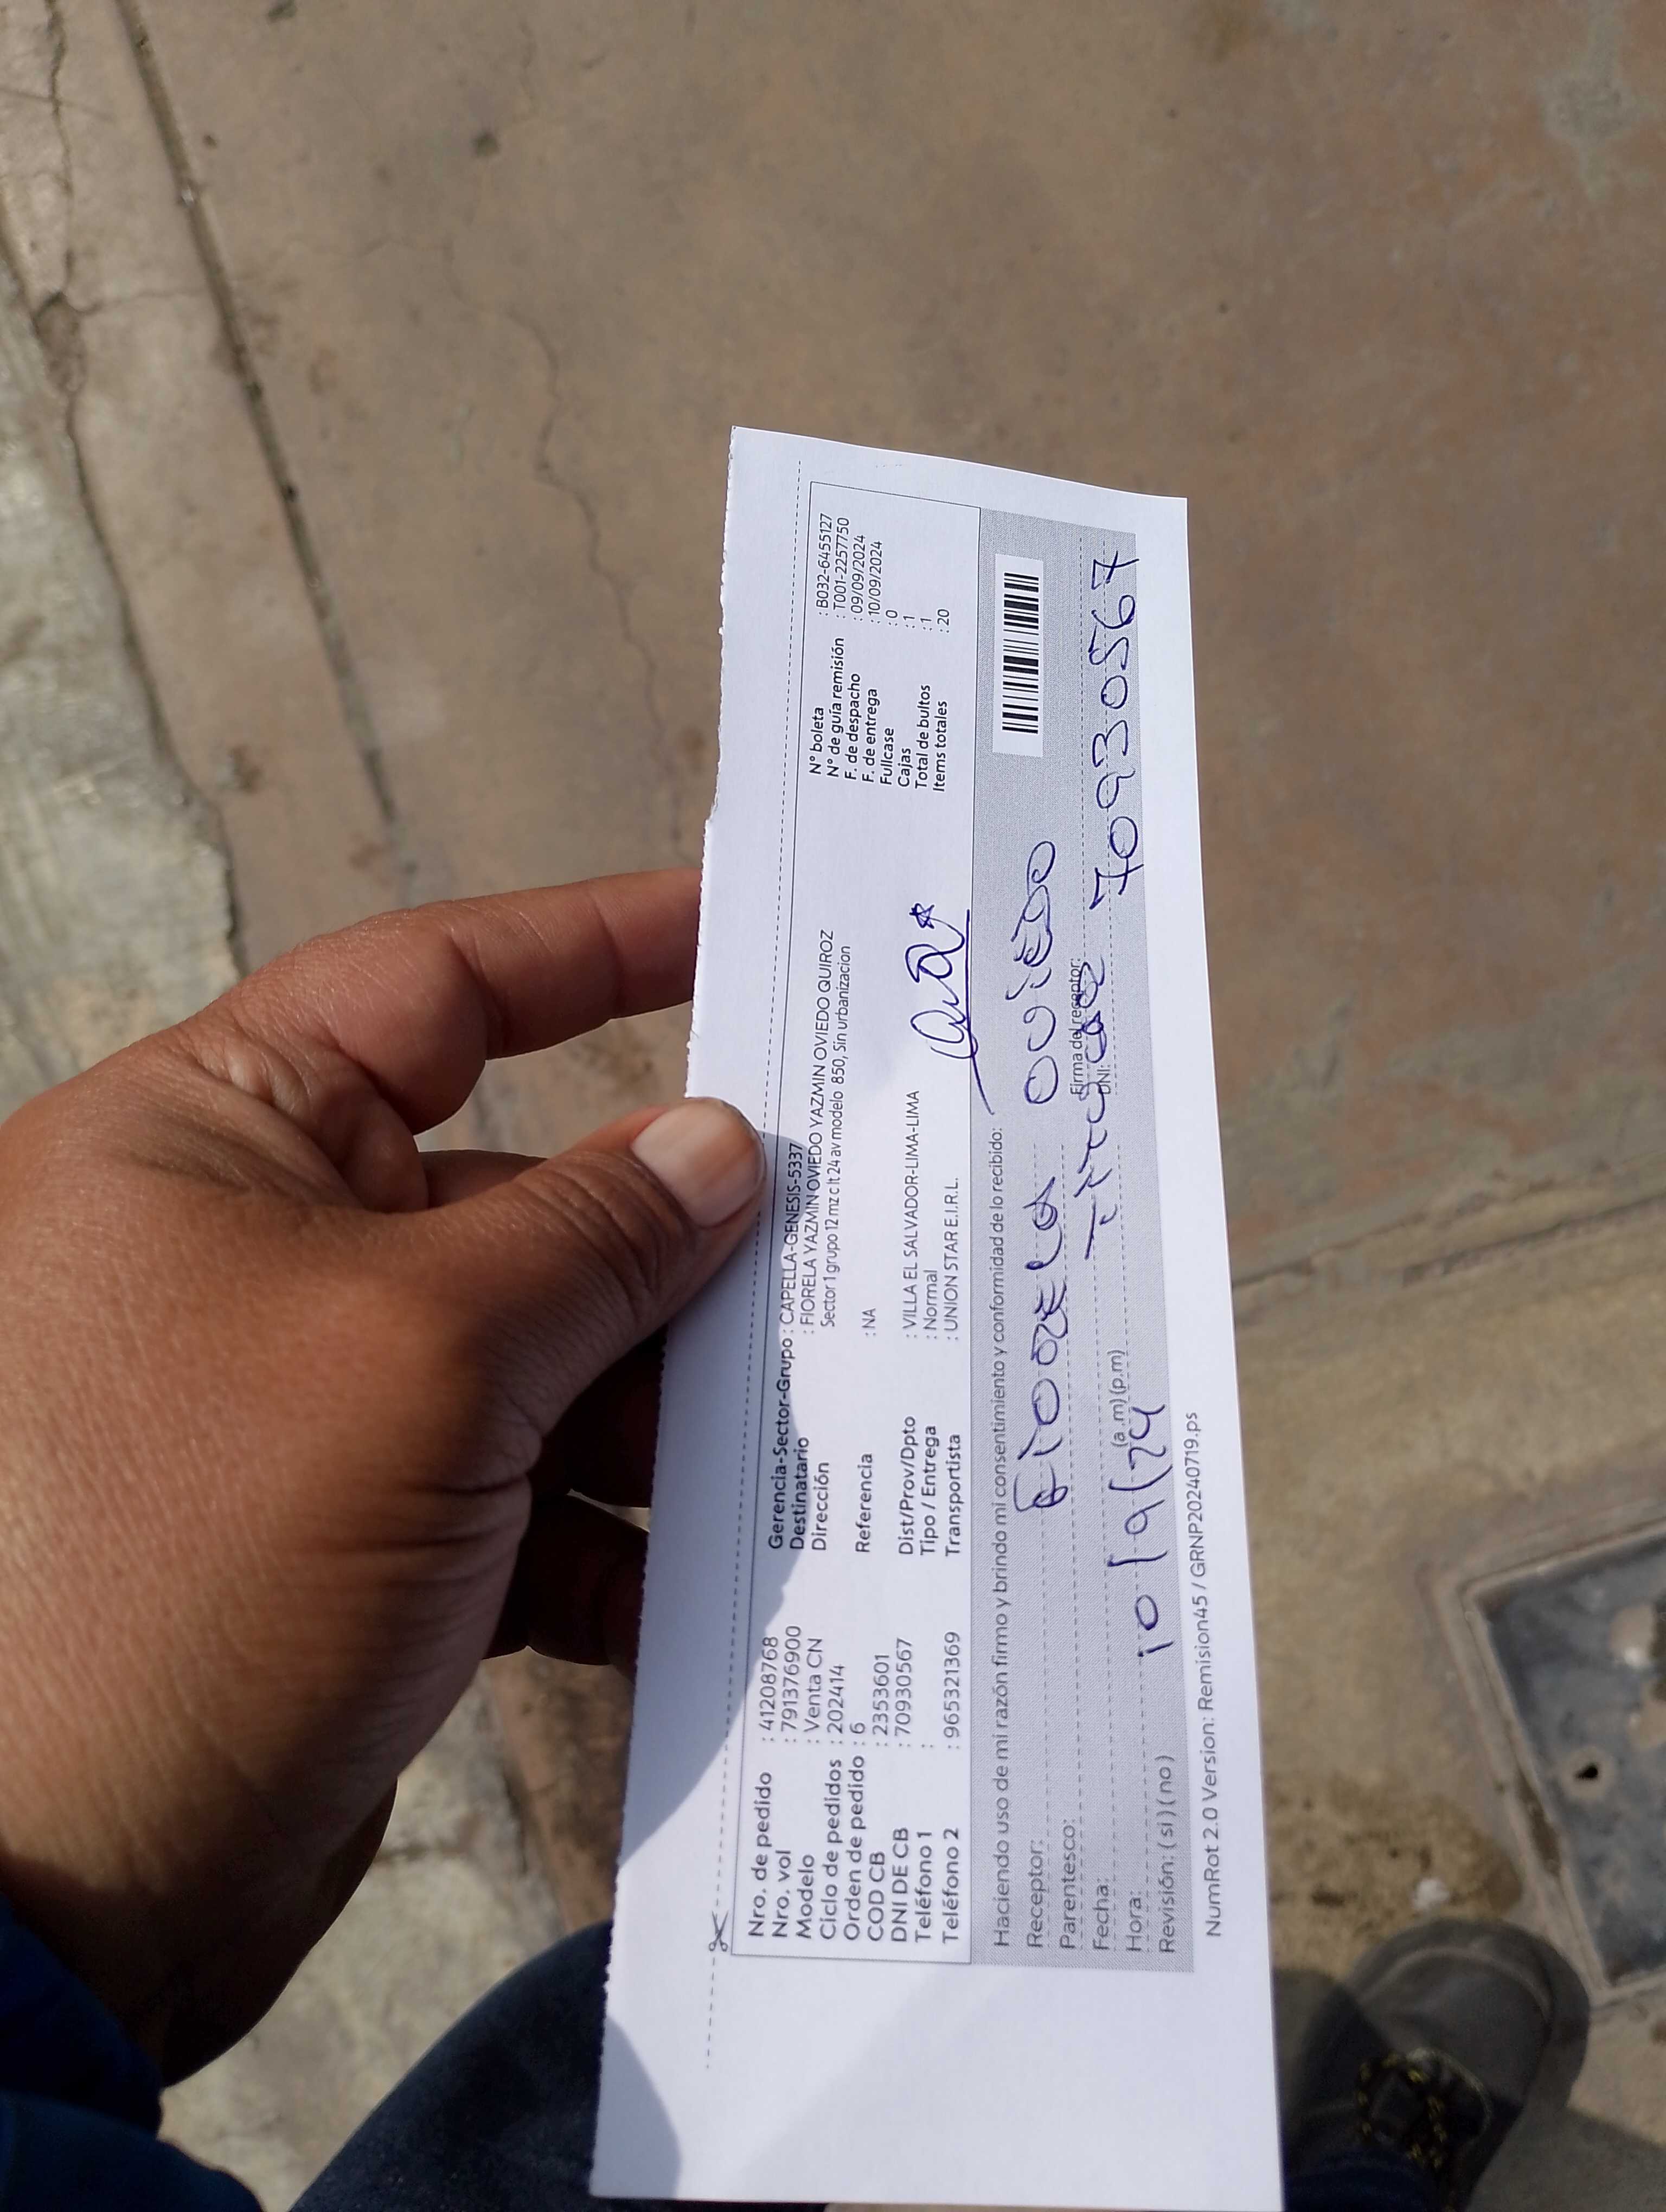 Nro. de pedido : 41208768
Nro. vol : 791376900
Modelo : Venta CN
Ciclo de pedidos : 202414
Orden de pedido : 6
COD CB : 2353601
DNI DE CB : 70930567
Teléfono 1 :
Teléfono 2 : 965321369
Gerencia-Sector-Grupo : CAPELLA-GENESIS-5337
Destinatario : FIORELA YAZMIN OVIEDO YAZMIN OVIEDO QUIROZ
Dirección Sector 1 grupo 12 mz c lt 24 av modelo 850, Sin urbanizacion
Referencia : NA
Dist/Prov/Dpto : VILLA EL SALVADOR-LIMA-LIMA
Tipo / Entrega : Normal
Transportista : UNION STAR E.I.R.L.
N° boleta : B032-6455127
N° de guía remisión : T001-2257750
F. de despacho : 09/09/2024
F. de entrega : 10/09/2024
Fullcase : 0
Cajas : 1
Total de bultos : 1
Items totales : 20
Haciendo uso de mi razón firmo y brindo mi consentimiento y conformidad de lo recibido:
Receptor: FIORELA OVIEDO
Parentesco: Firma del receptor:
Fecha: DNI: 70930567
Hora: 10/9/24 (a.m)(p.m)
Revisión: (si) (no)
NumRot 2.0 Version: Remision45 / GRNP20240719.ps